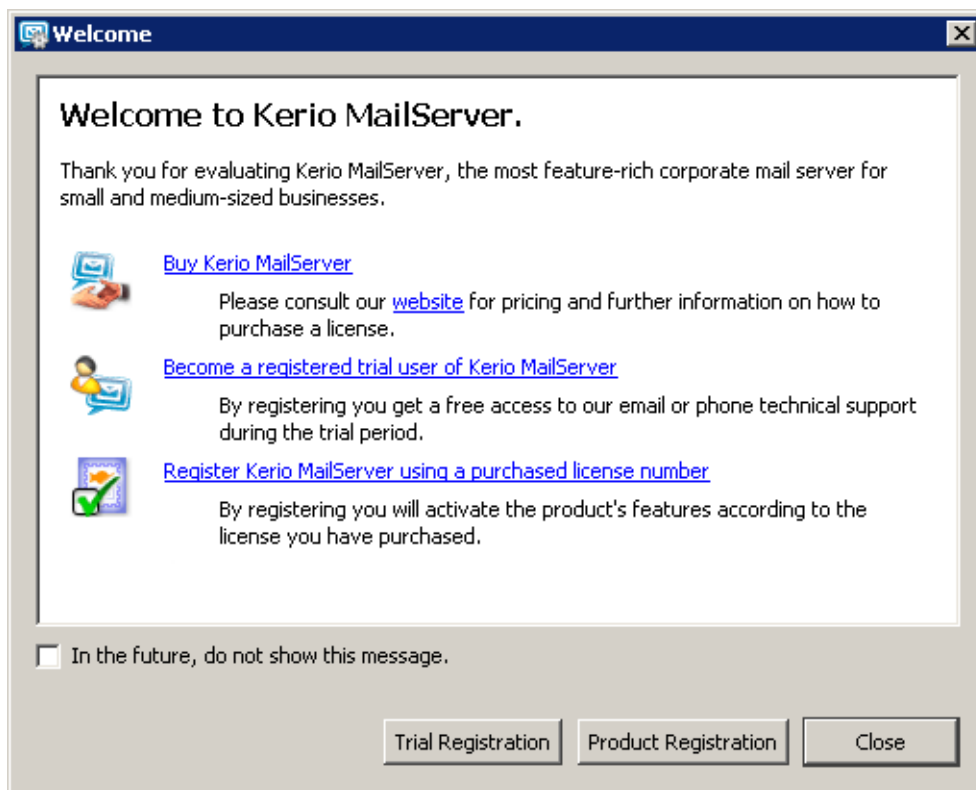 Welcome
Welcome to Kerio MailServer.
Thank you for evaluating Kerio MailServer, the most feature-rich corporate mail server for
small and medium-sized businesses.
Buy Kerio MailServer
Please consult our website for pricing and further information on how to
purchase a license.
Become a registered trial user of Kerio MailServer
By registering you get a free access to our email or phone technical support
during the trial period.
Register Kerio MailServer using a purchased license number
By registering you will activate the product's features according to the
license you have purchased.
In the future, do not show this message.
Trial Registration Product Registration Close